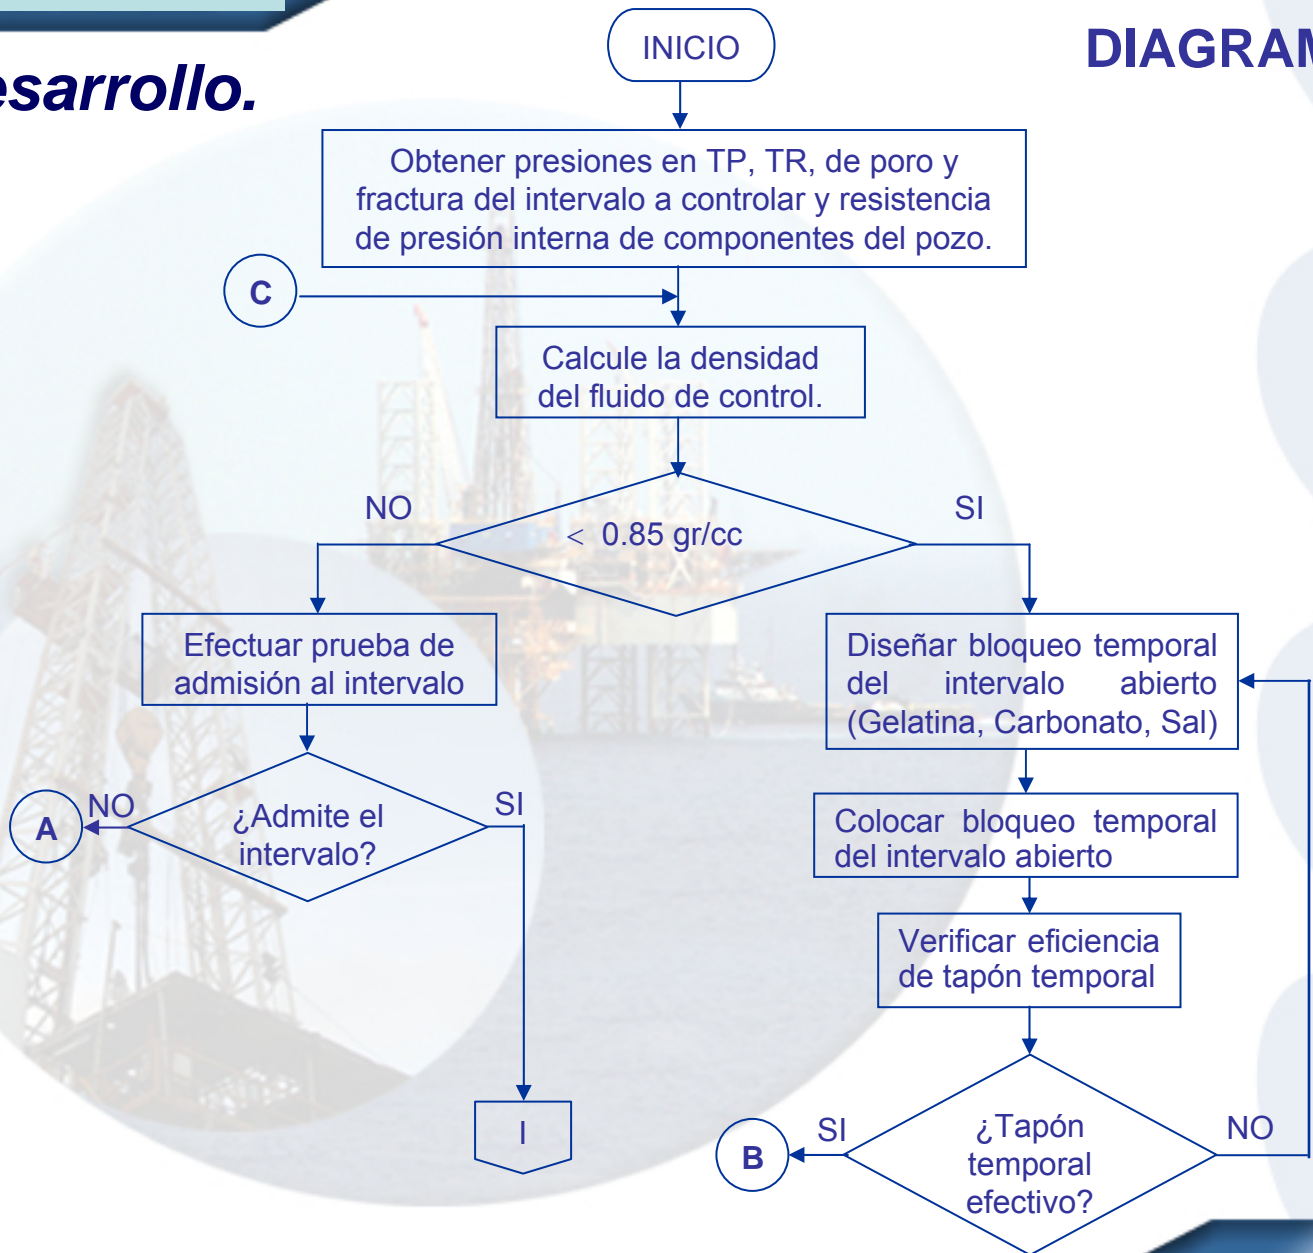 INICIO
DIAGRAM
esarrollo.
Obtener presiones en TP, TR, de poro y
fractura del intervalo a controlar y resistencia
de presión interna de componentes del pozo.
C
Calcule la densidad
del fluido de control.
NO
< 0.85 gr/cc
SI
Efectuar prueba de
admisión al intervalo
Diseñar bloqueo temporal
del intervalo abierto
(Gelatina, Carbonato, Sal)
A
NO
¿Admite el
intervalo?
SI
Colocar bloqueo temporal
del intervalo abierto
Verificar eficiencia
de tapón temporal
I
B
SI
¿Tapón
temporal
efectivo?
NO